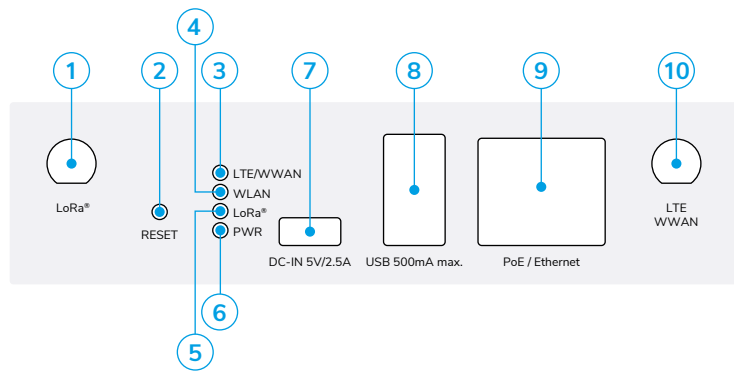 4
1
2
3
7
8
9
10
LTE/WWAN
WLAN
LoRa®
PWR
LoRa®
RESET
DC-IN 5V/2.5A
USB 500mA max.
PoE / Ethernet
LTE
WWAN
6
5